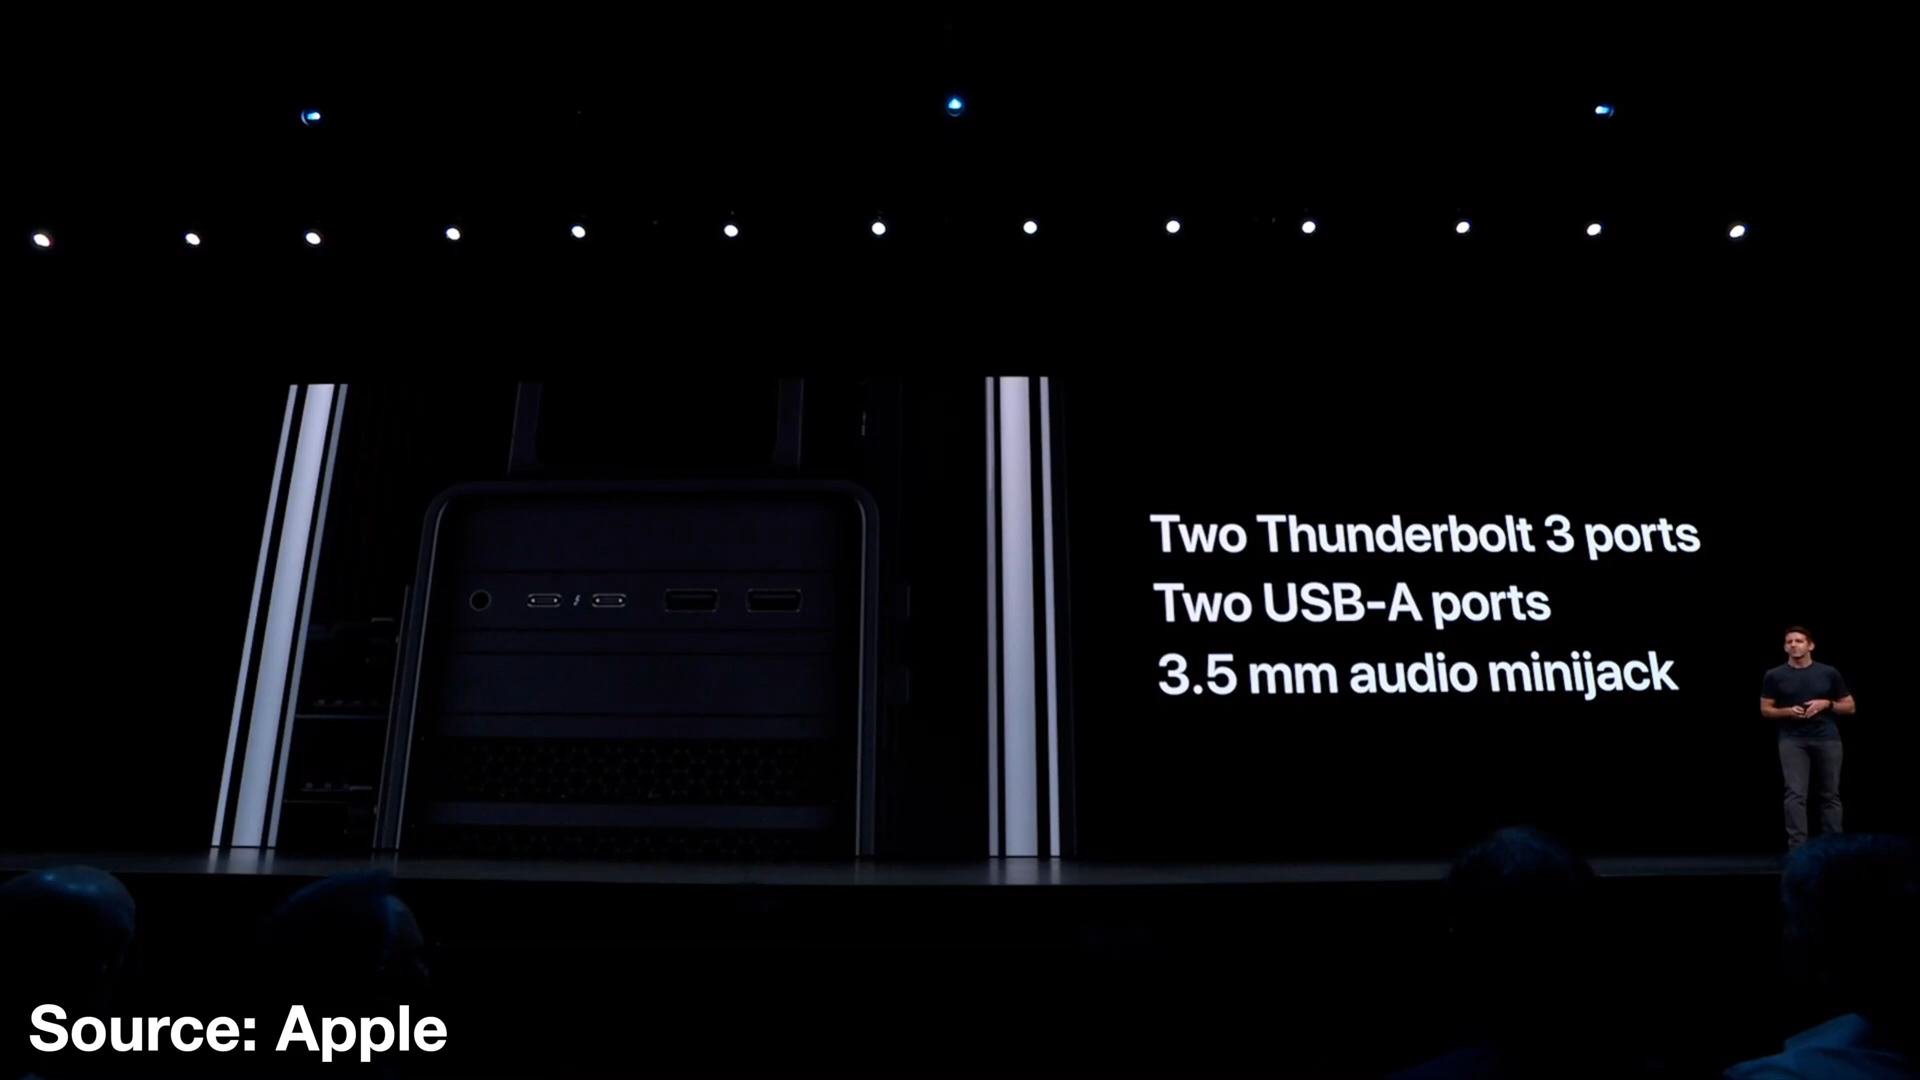 Two Thunderbolt 3 ports
Two USB-A ports
3.5 mm audio minijack
Source: Apple